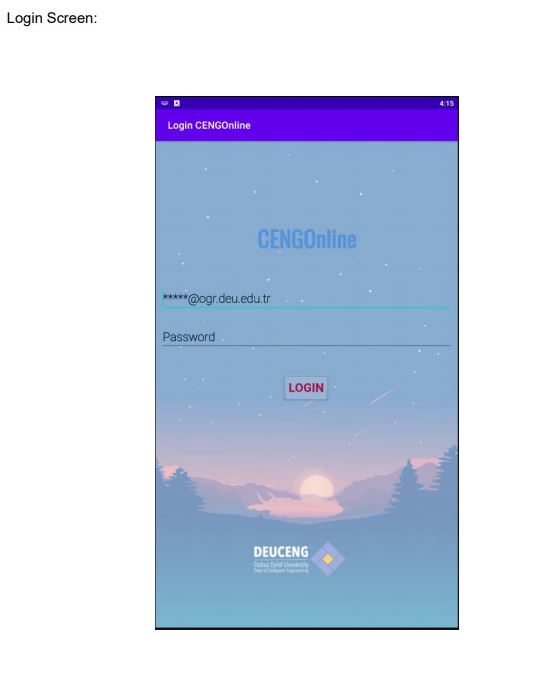 Login Screen:
4:15
Login CENGOnline
CENGOnline
*****@ogr.deu.edu.tr
Password
LOGIN
DEUCENG
Dokuz Eylül University
Dept of Computer Engineering